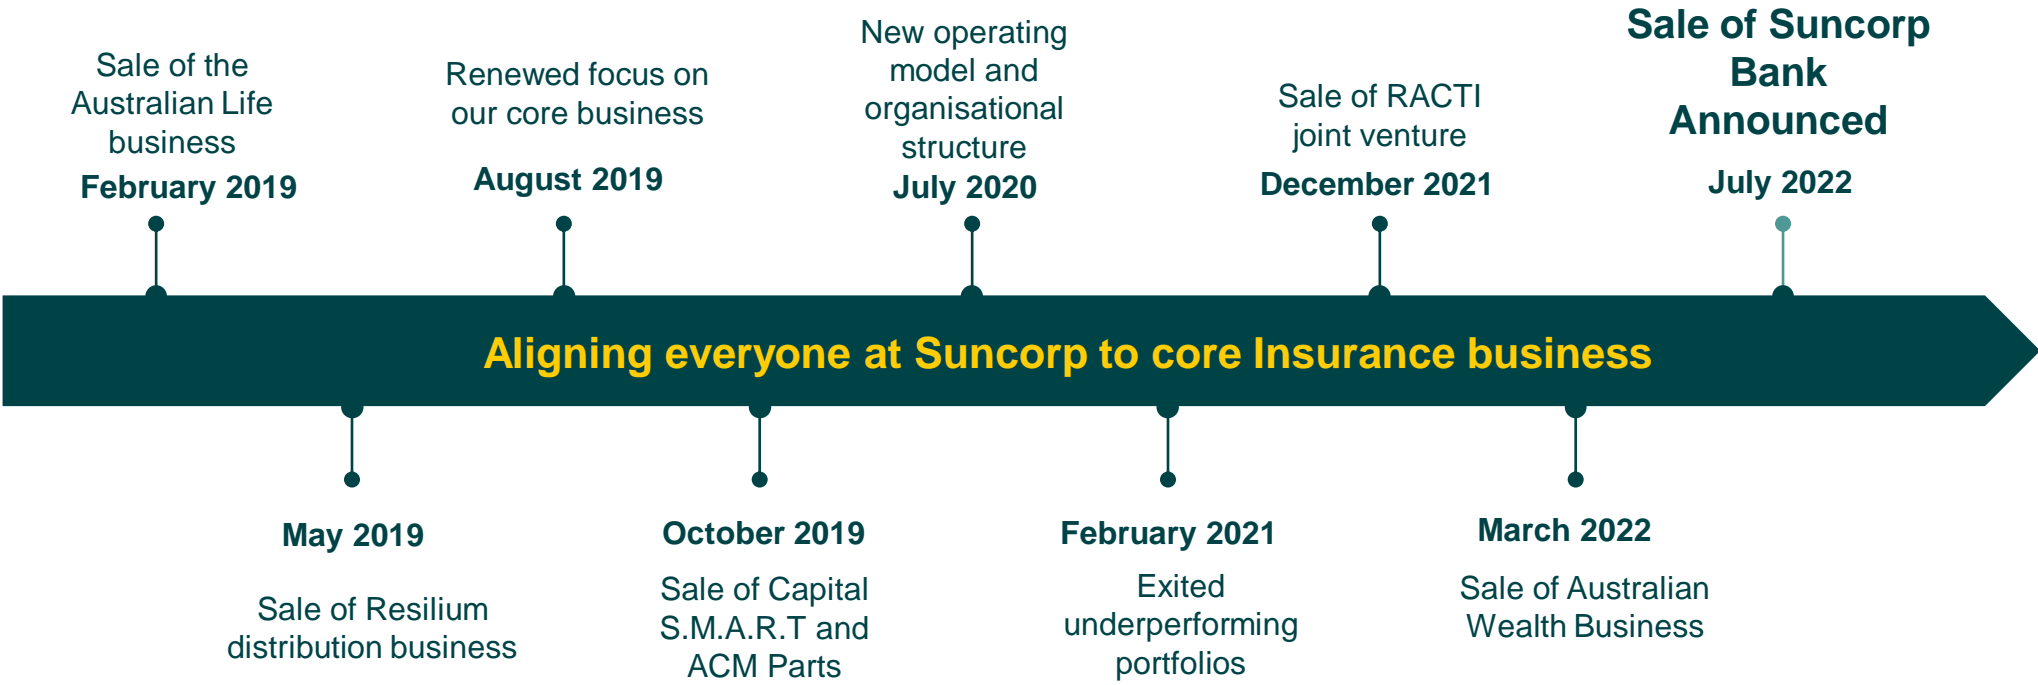 Sale of the
Australian Life
business
February 2019
Renewed focus on
our core business
August 2019
New operating
model and
organisational
structure
July 2020
Sale of RACTI
joint venture
December 2021
Sale of Suncorp
Bank
Announced
July 2022
Aligning everyone at Suncorp to core Insurance business
May 2019
Sale of Resilium
distribution business
October 2019
Sale of Capital
S.M.A.R.T and
ACM Parts
February 2021
Exited
underperforming
portfolios
March 2022
Sale of Australian
Wealth Business